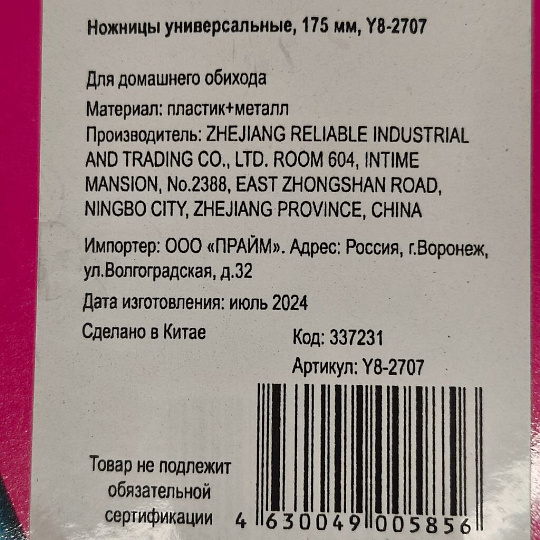 Ножницы универсальные, 175 мм, Y8-2707
Для домашнего обихода
Материал: пластик+металл
Производитель: ZHEJIANG RELIABLE INDUSTRIAL
AND TRADING CO., LTD. ROOM 604, INTIME
MANSION, No.2388, EAST ZHONGSHAN ROAD,
NINGBO CITY, ZHEJIANG PROVINCE, CHINA
Импортер: ООО «ПРАЙМ». Адрес: Россия, г.Воронеж,
ул.Волгоградская, д.32
Дата изготовления: июль 2024
Сделано в Китае
Код: 337231
Артикул: Y8-2707
Товар не подлежит
обязательной
сертификации
4 630049 005856